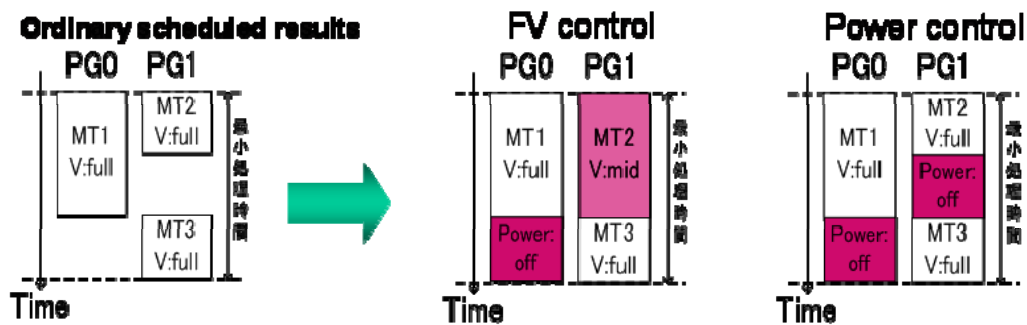 Ordinary scheduled results
PG0 PG1
MT1
V:full
MT2
V:full
MT3
V:full
最小処理時間
Time
FV control
PG0 PG1
MT1
V:full
Power:
off
MT2
V:mid
MT3
V:full
最小処理時間
Time
Power control
PG0 PG1
MT1
V:full
Power:
off
MT2
V:full
Power:
off
MT3
V:full
最小処理時間
Time